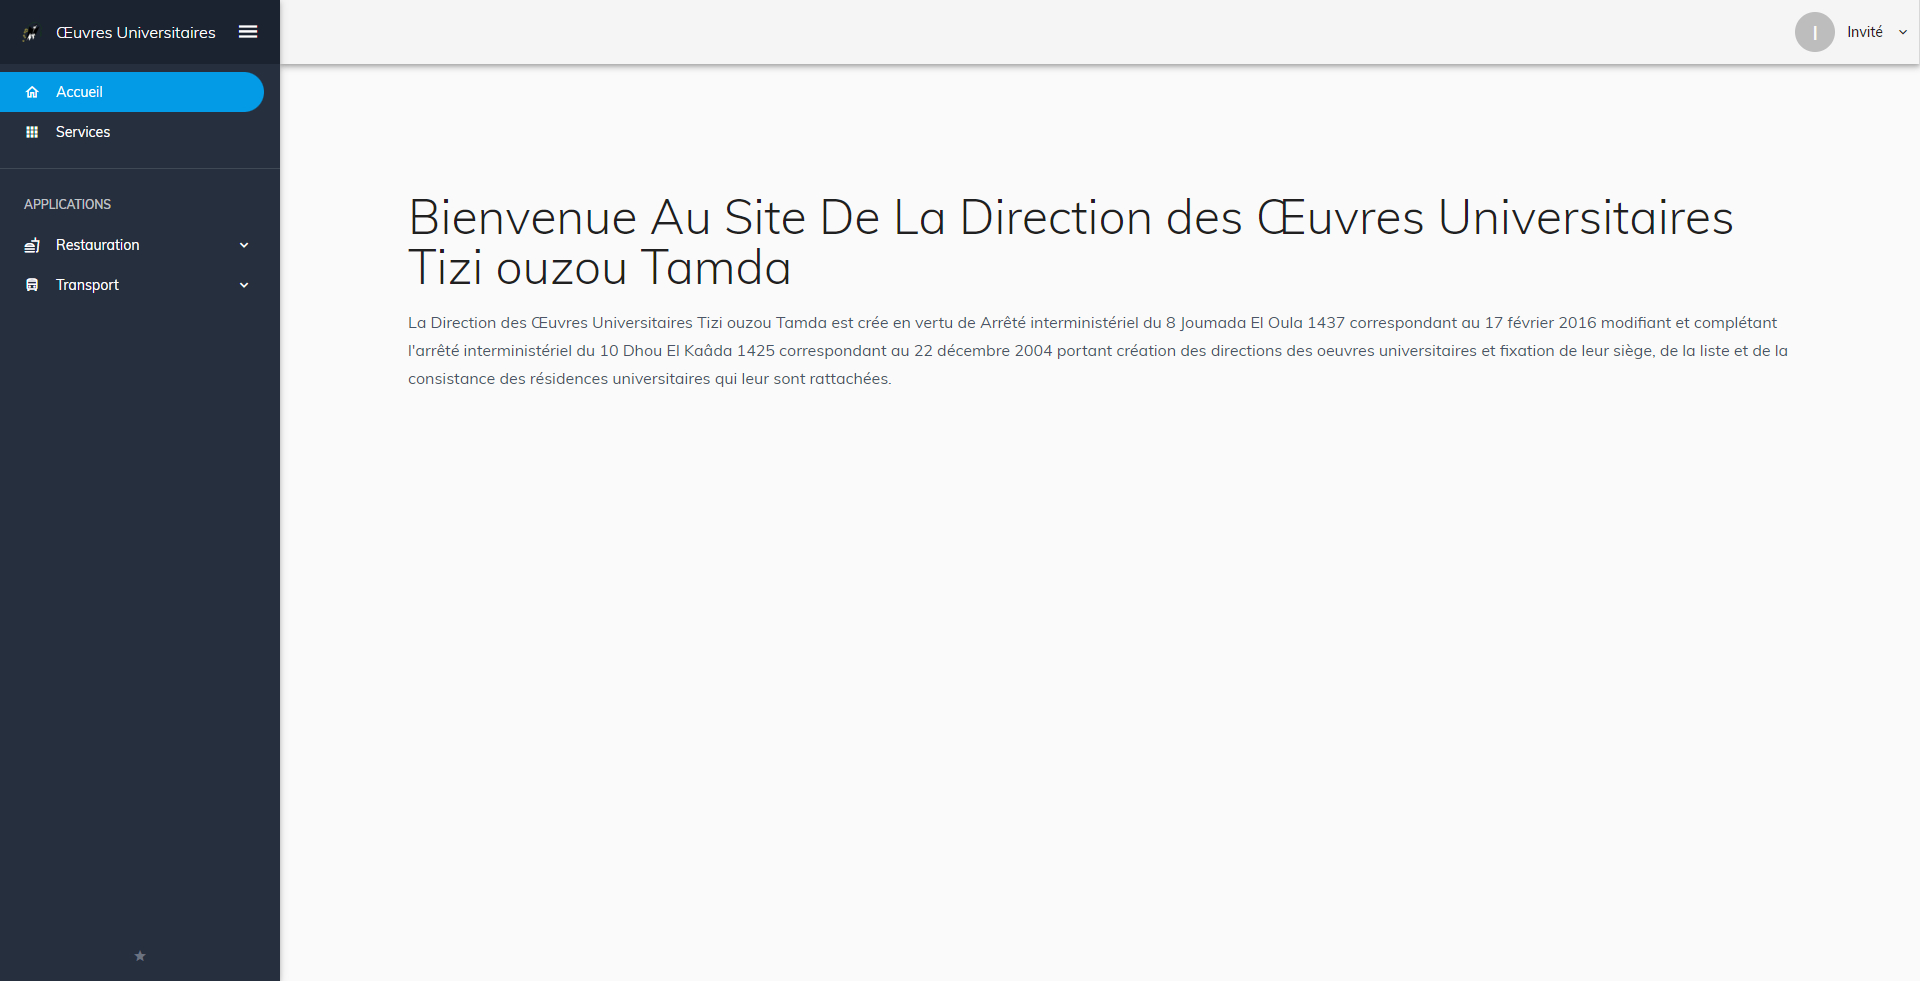 Œuvres Universitaires
Accueil
Services
APPLICATIONS
Restauration
Transport
I
Invité
Bienvenue Au Site De La Direction des Œuvres Universitaires
Tizi ouzou Tamda
La Direction des Œuvres Universitaires Tizi ouzou Tamda est crée en vertu de Arrêté interministériel du 8 Joumada El Oula 1437 correspondant au 17 février 2016 modifiant et complétant
l'arrêté interministériel du 10 Dhou El Kaâda 1425 correspondant au 22 décembre 2004 portant création des directions des oeuvres universitaires et fixation de leur siège, de la liste et de la
consistance des résidences universitaires qui leur sont rattachées.